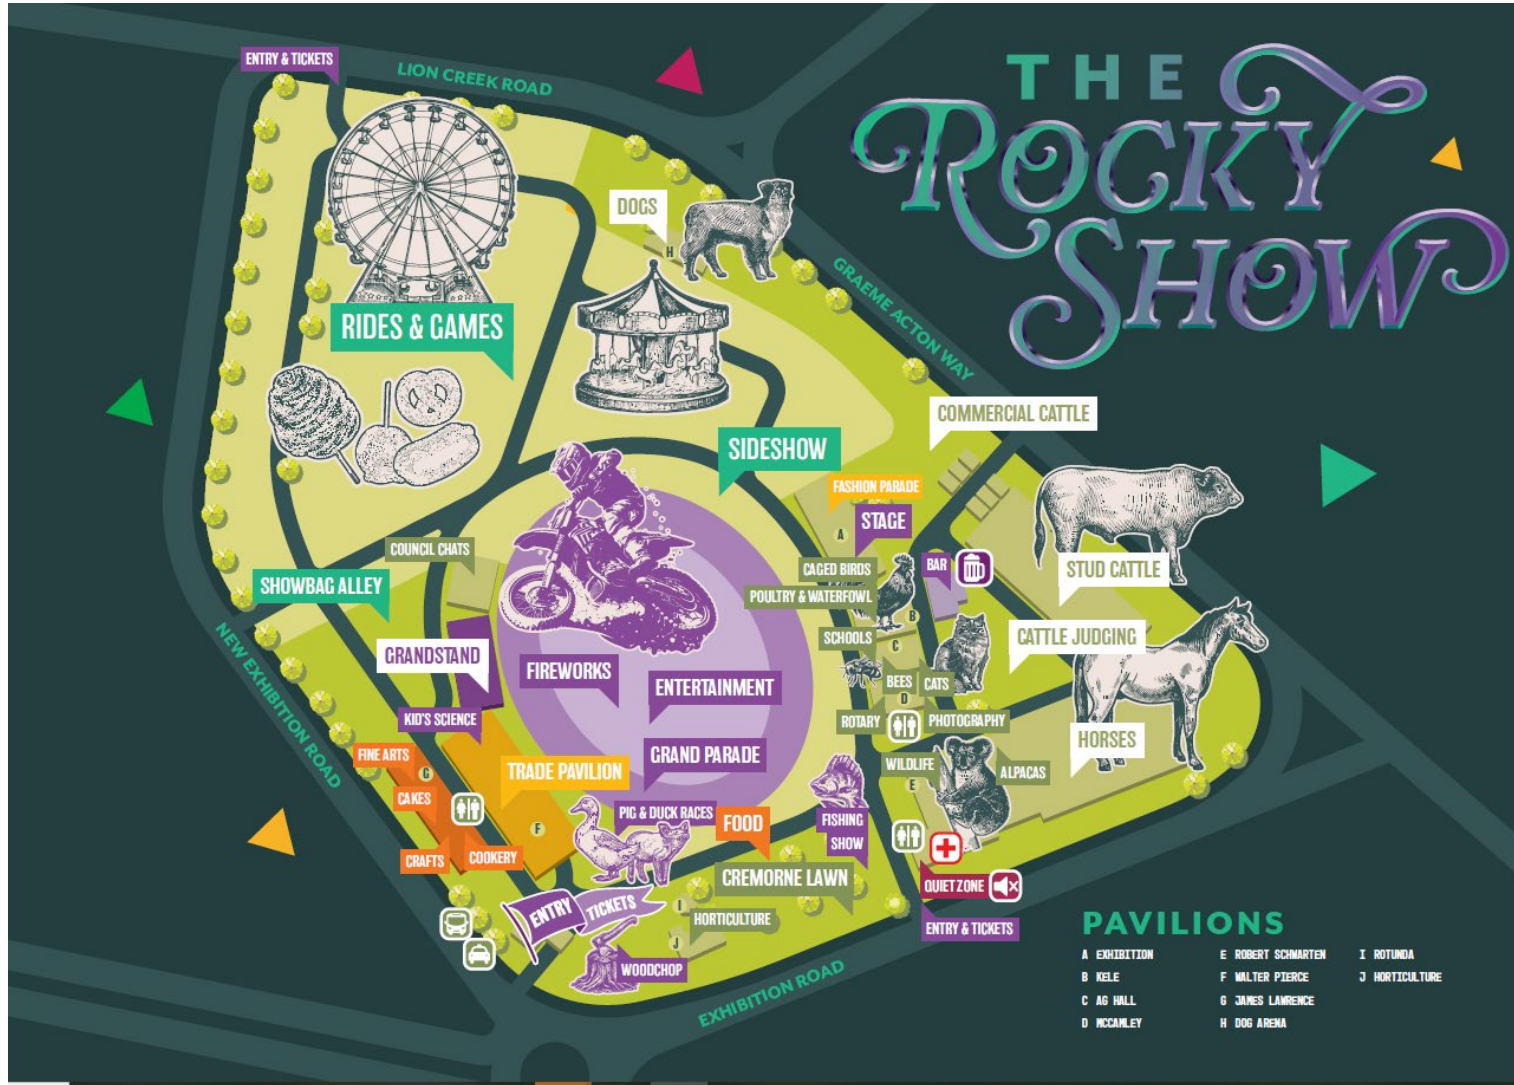 THE
ROCKY
SHOW
ENTRY & TICKETS
LION CREEK ROAD
DOGS
H
GRAEME ACTON WAY
RIDES & GAMES
COMMERCIAL CATTLE
SIDESHOW
FASHION PARADE
STAGE
A
COUNCIL CHATS
CAGED BIRDS
BAR
STUD CATTLE
SHOWBAG ALLEY
POULTRY & WATERFOWL
B
SCHOOLS
C
CATTLE JUDGING
NEW EXHIBITION ROAD
GRANDSTAND
FIREWORKS
ENTERTAINMENT
BEES
CATS
D
KID'S SCIENCE
ROTARY
PHOTOGRAPHY
HORSES
FINE ARTS
G
TRADE PAVILION
GRAND PARADE
WILDLIFE
ALPACAS
E
CAKES
F
PIG & DUCK RACES
FOOD
FISHING
SHOW
CRAFTS
COOKERY
CREMORNE LAWN
QUIET ZONE
ENTRY
TICKETS
I
HORTICULTURE
J
ENTRY & TICKETS
WOODCHOP
EXHIBITION ROAD
PAVILIONS
A EXHIBITION
B KELE
C AG HALL
D MCCAMLEY
E ROBERT SCHWARTEN
F WALTER PIERCE
G JAMES LAWRENCE
H DOG ARENA
I ROTUNDA
J HORTICULTURE